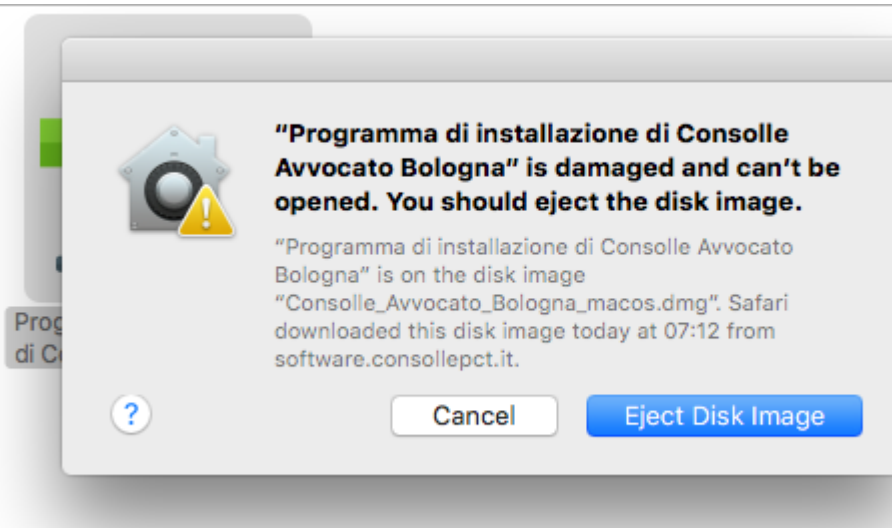 “Programma di installazione di Consolle
Avvocato Bologna” is damaged and can’t be
opened. You should eject the disk image.
“Programma di installazione di Consolle Avvocato
Bologna” is on the disk image
“Consolle_Avvocato_Bologna_macos.dmg”. Safari
downloaded this disk image today at 07:12 from
software.consollepct.it.
Prog
di Co
?
Cancel
Eject Disk Image